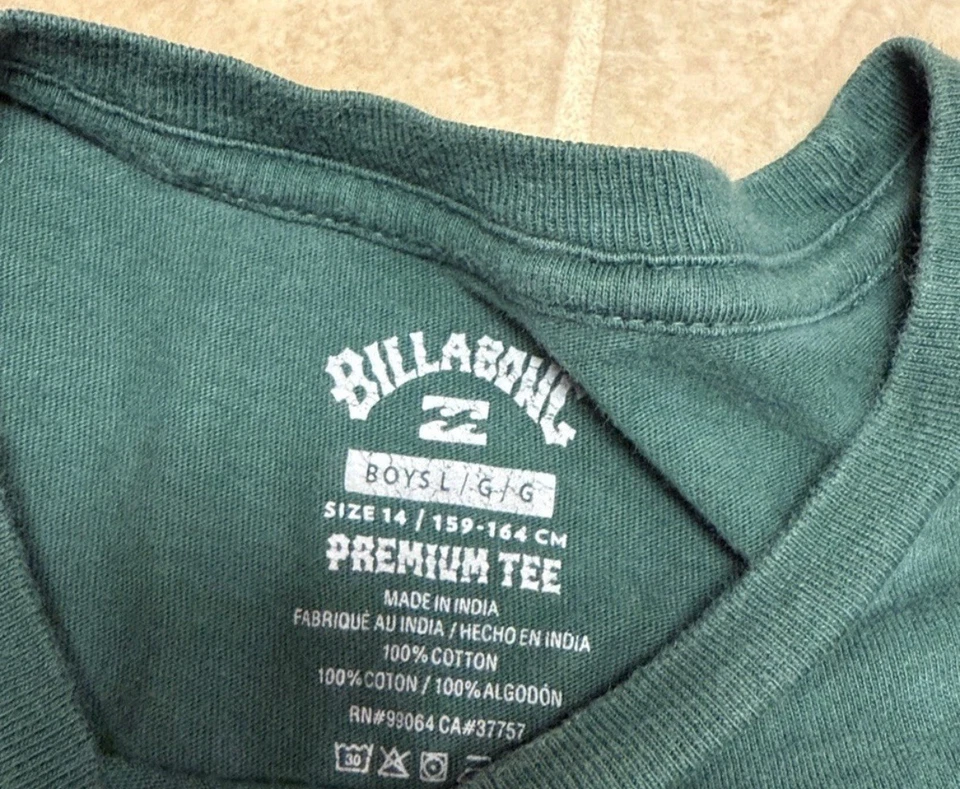 BILLABONG
BOYS L / G / G
SIZE 14 / 159-164 CM
PREMIUM TEE
MADE IN INDIA
FABRIQUÉ AU INDIA / HECHO EN INDIA
100% COTTON
100% COTON / 100% ALGODÓN
RN#99064 CA#37757
30